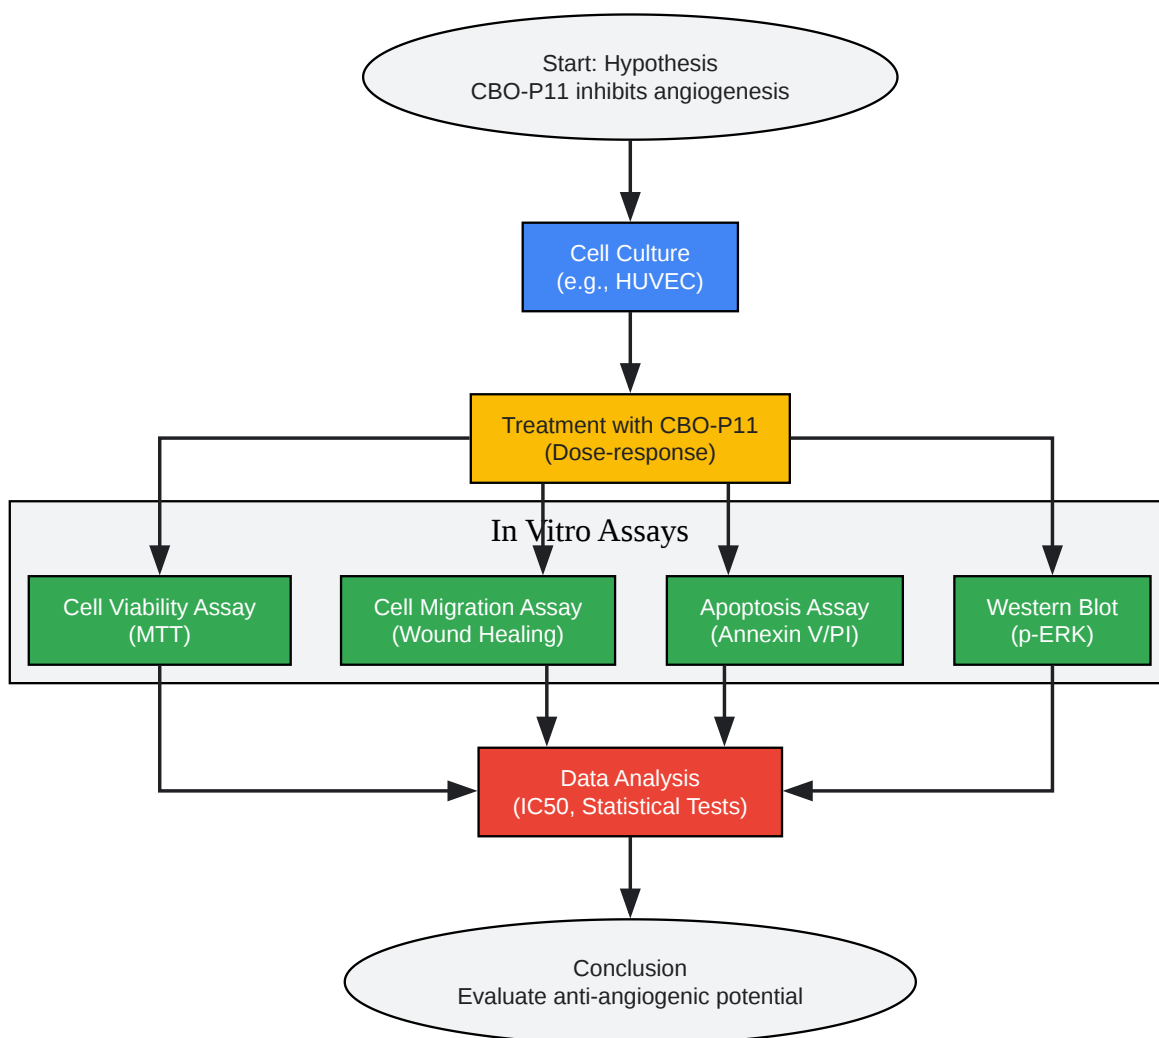 Start: Hypothesis
CBO-P11 inhibits angiogenesis
Cell Culture
(e.g., HUVEC)
Treatment with CBO-P11
(Dose-response)
In Vitro Assays
Cell Viability Assay
(MTT)
Cell Migration Assay
(Wound Healing)
Apoptosis Assay
(Annexin V/PI)
Western Blot
(p-ERK)
Data Analysis
(IC50, Statistical Tests)
Conclusion
Evaluate anti-angiogenic potential